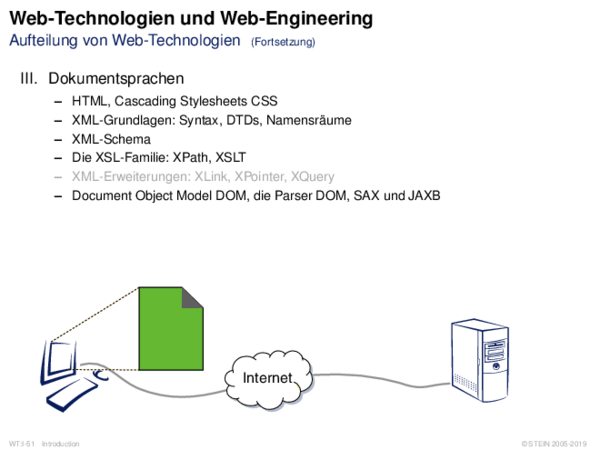 Web-Technologien und Web-Engineering
Aufteilung von Web-Technologien (Fortsetzung)
III. Dokumentsprachen
– HTML, Cascading Stylesheets CSS
– XML-Grundlagen: Syntax, DTDs, Namensräume
– XML-Schema
– Die XSL-Familie: XPath, XSLT
– XML-Erweiterungen: XLink, XPointer, XQuery
– Document Object Model DOM, die Parser DOM, SAX und JAXB
Internet
WT:I-51 Introduction © STEIN 2005-2019